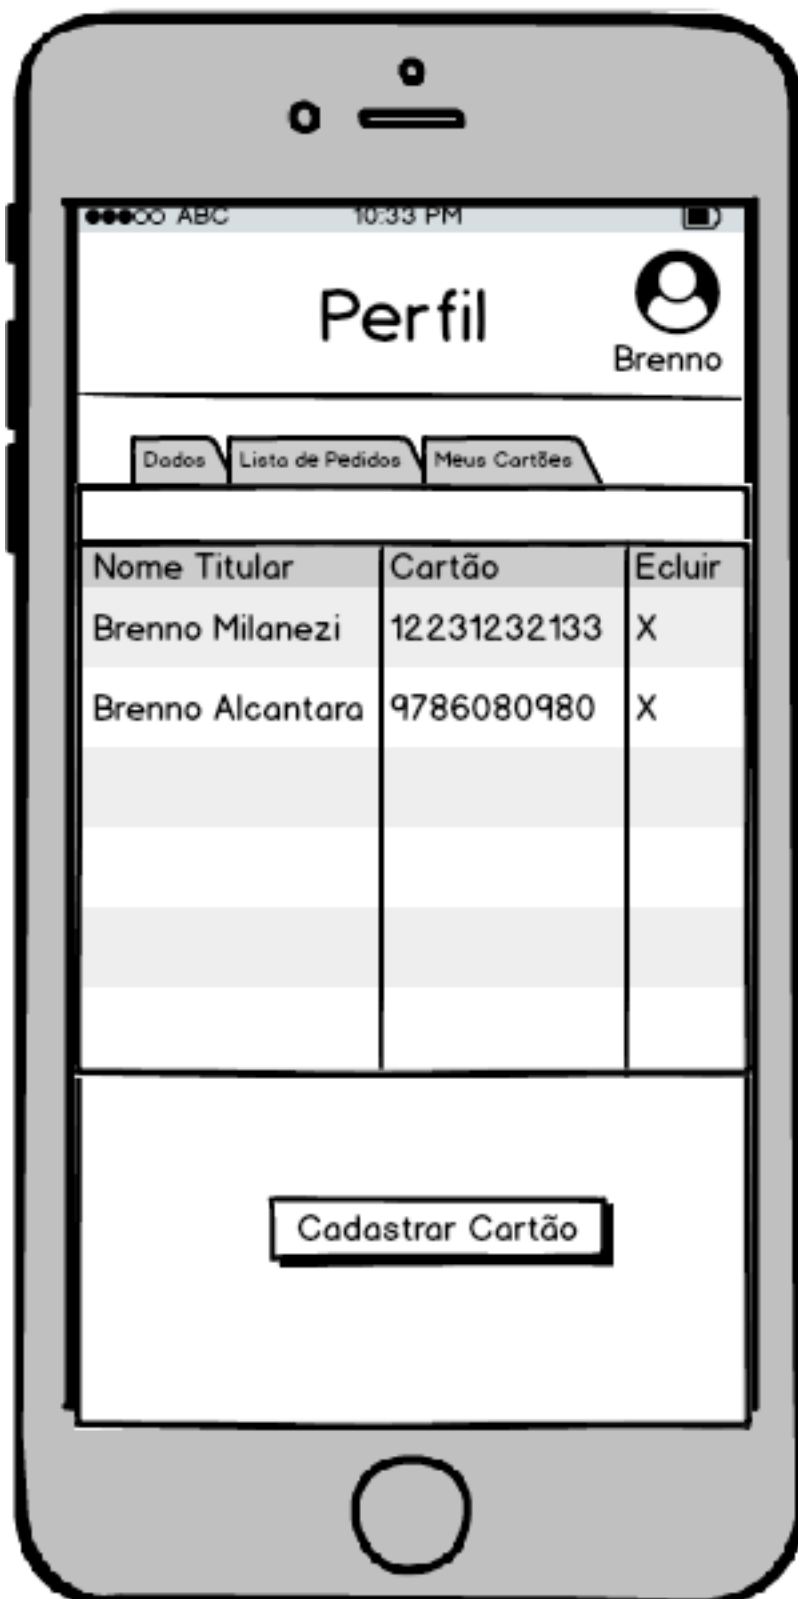 ABC 10:33 PM
Perfil
Brenno
Dados Lista de Pedidos Meus Cartões
Nome Titular Cartão Ecluir
Brenno Milanezi 12231232133 X
Brenno Alcantara 9786080980 X
Cadastrar Cartão